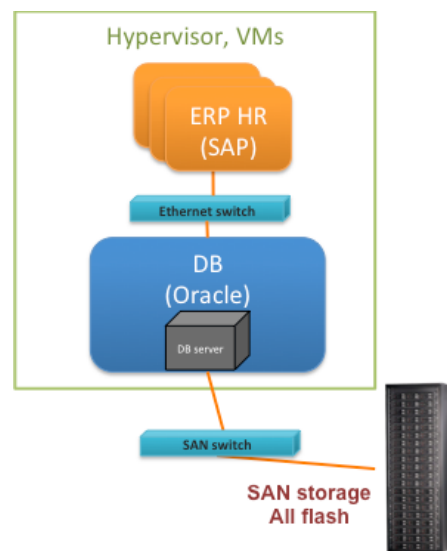 Hypervisor, VMs
ERP HR
(SAP)
Ethernet switch
DB
(Oracle)
DB server
SAN switch
SAN storage
All flash